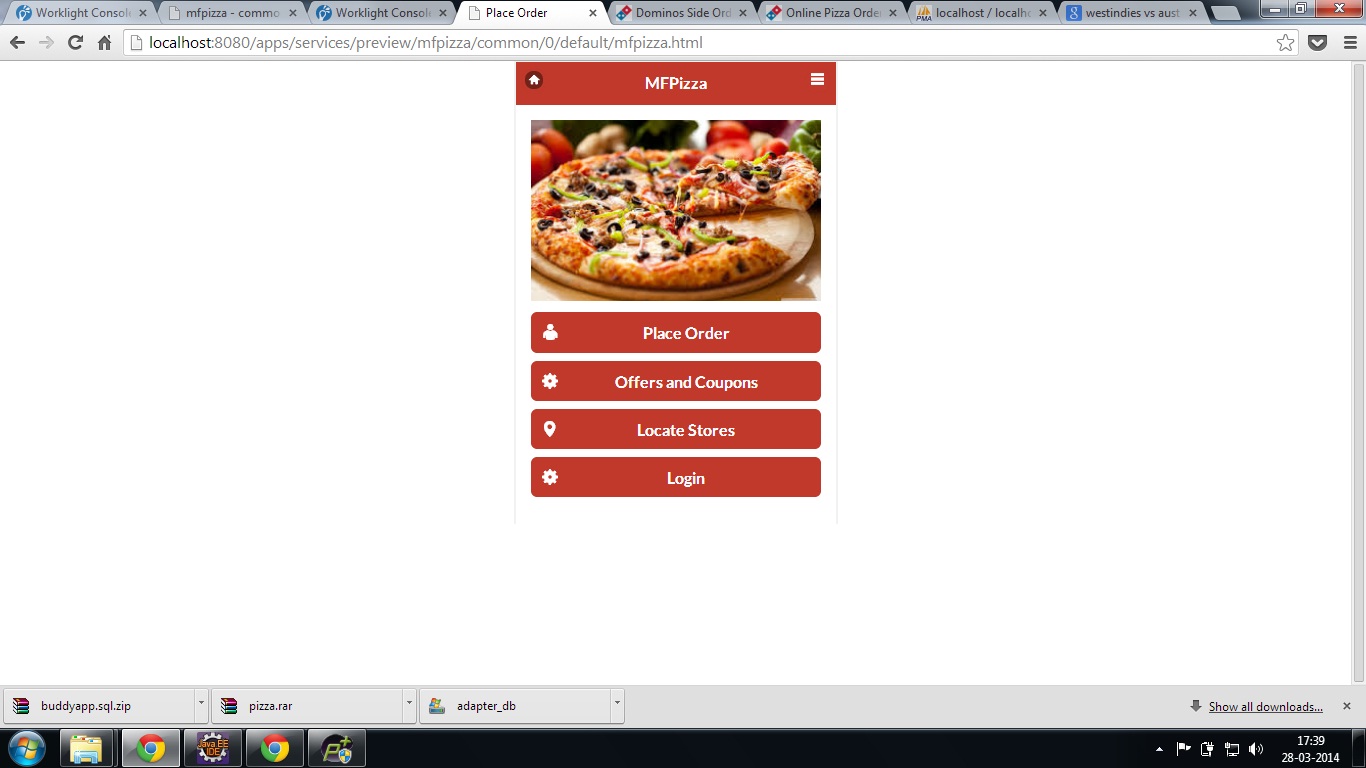 Worklight Console
mfpizza - commo
Worklight Console
Place Order
Dominos Side Ord
Online Pizza Orde
localhost / localho
westindies vs aust
localhost:8080/apps/services/preview/mfpizza/common/0/default/mfpizza.html
MFPizza
Place Order
Offers and Coupons
Locate Stores
Login
buddyapp.sql.zip
pizza.rar
adapter_db
Show all downloads...
Java EE
IDE
17:39
28-03-2014